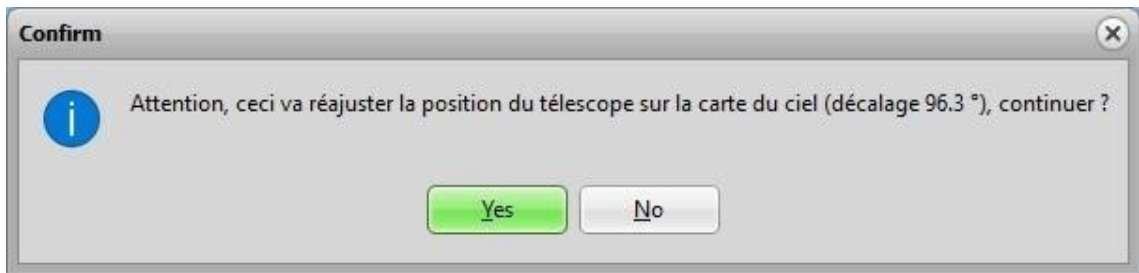 Confirm
Attention, ceci va réajuster la position du télescope sur la carte du ciel (décalage 96.3 °), continuer ?
Yes
No